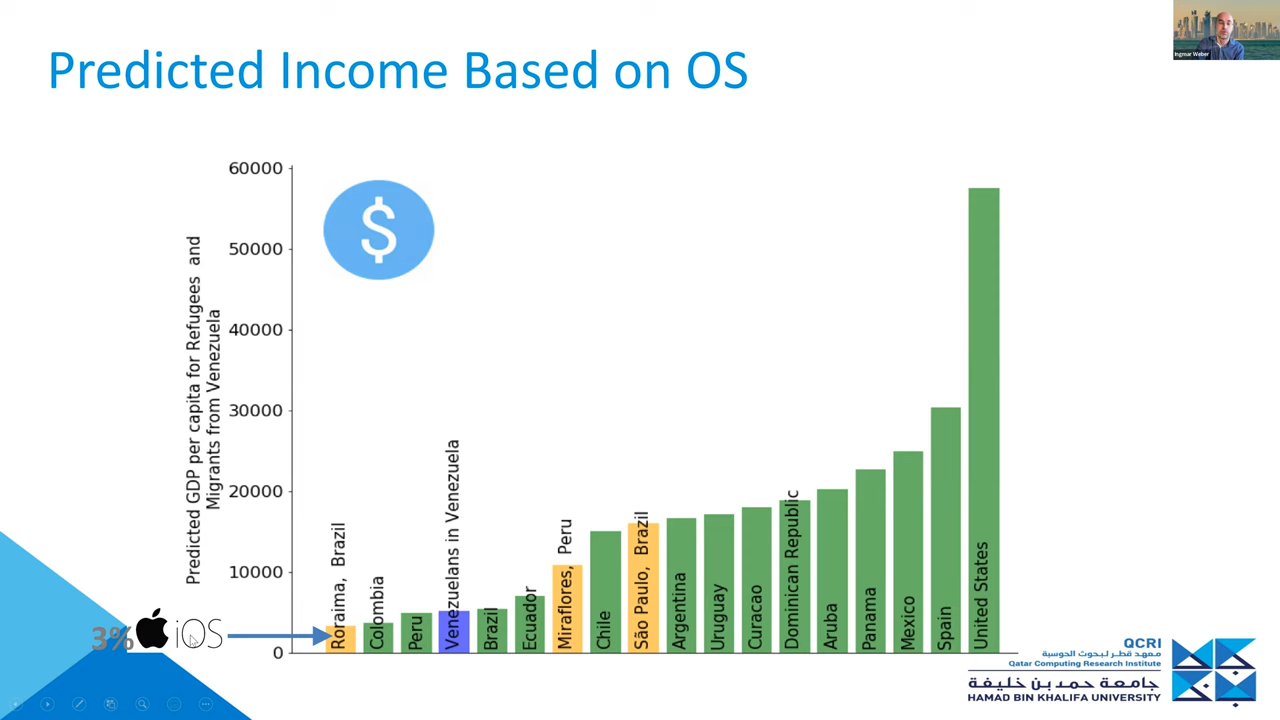 Ingmar Weber
Predicted Income Based on OS
Predicted GDP per capita for Refugees and
Migrants from Venezuela
60000
50000
40000
30000
20000
10000
0
$
Roraima, Brazil
Colombia
Peru
Venezuelans in Venezuela
Brazil
Ecuador
Miraflores, Peru
Chile
São Paulo, Brazil
Argentina
Uruguay
Curacao
Dominican Republic
Aruba
Panama
Mexico
Spain
United States
3% iOS
QCRI
معهد قطر لبحوث الحوسبة
Qatar Computing Research Institute
جامعة حمد بن خليفة
HAMAD BIN KHALIFA UNIVERSITY